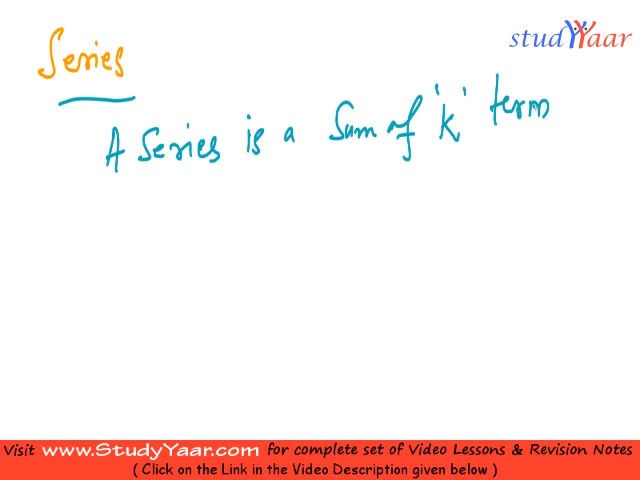 Series
studYYaar
A Series is a Sum of 'k' term
Visit www.StudyYaar.com for complete set of Video Lessons & Revision Notes
( Click on the Link in the Video Description given below )